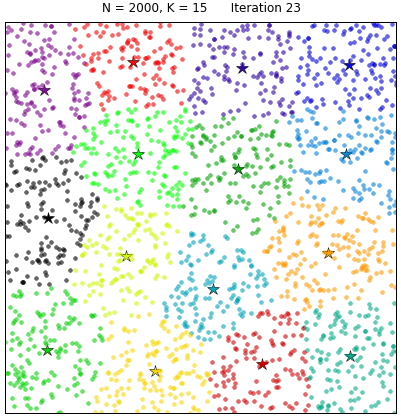 N = 2000, K = 15 Iteration 23